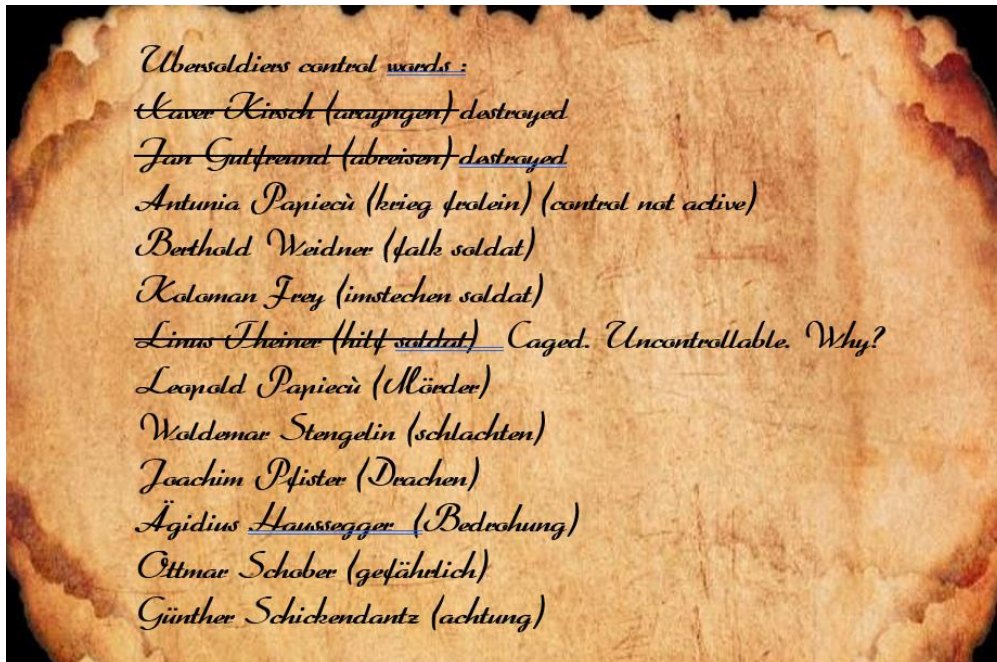 Ubersoldiers control words :
Xaver Kirsch (arayngen) destroyed
Jan Gutfreund (abreisen) destroyed
Antunia Papiecù (krieg frolein) (control not active)
Berthold Weidner (falk soldat)
Koloman Frey (imstechen soldat)
Linus Theiner (hilf soldat) Caged. Uncontrollable. Why?
Leopold Papiecù (Mörder)
Woldemar Stengelin (schlachten)
Joachim Pfister (Drachen)
Ägidius Haussegger (Bedrohung)
Ottmar Schober (gefährlich)
Günther Schickendantz (achtung)